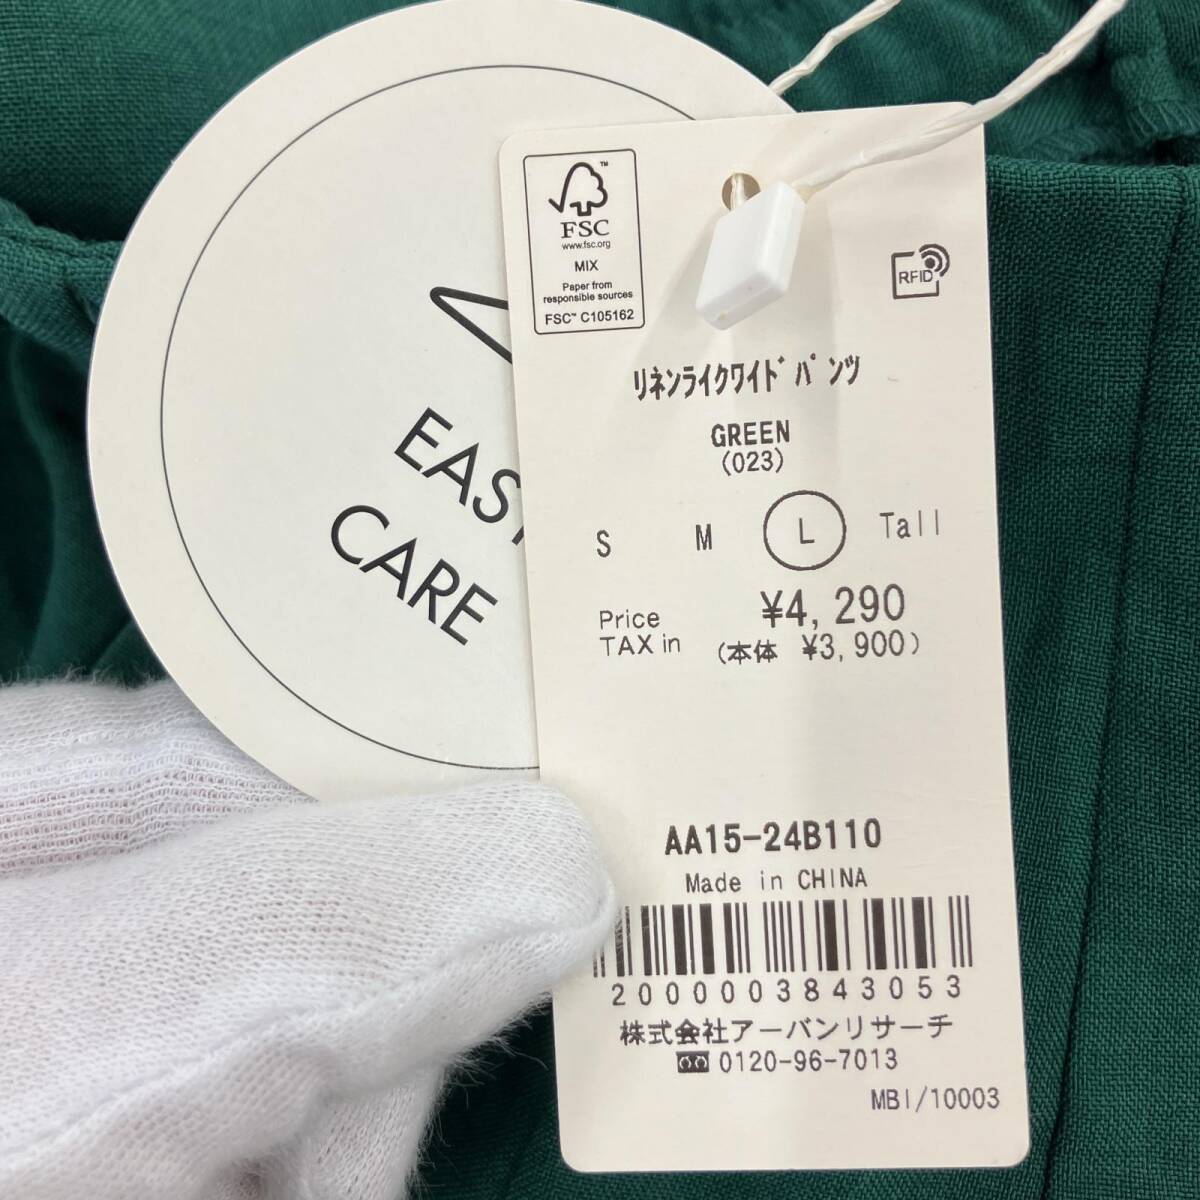 EASY
CARE
FSC
www.fsc.org
MIX
Paper from
responsible sources
FSC™ C105162
RFID
リネンライクワイドパンツ
GREEN
(023)
S M L Tall
Price ¥4,290
TAX in (本体 ¥3,900)
AA15-24B110
Made in CHINA
2000003843053
株式会社アーバンリサーチ
0120-96-7013
MBI/10003